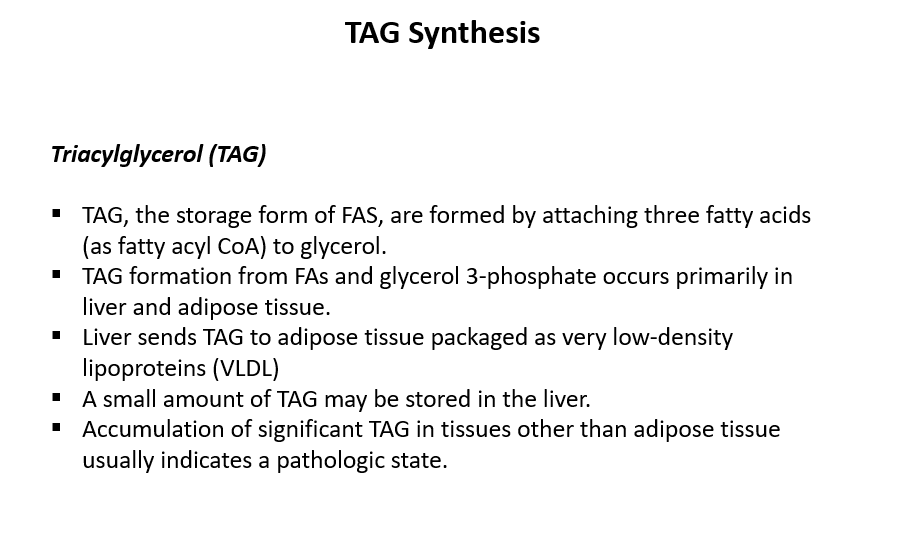 TAG Synthesis
Triacylglycerol (TAG)
▪ TAG, the storage form of FAS, are formed by attaching three fatty acids
(as fatty acyl CoA) to glycerol.
▪ TAG formation from FAs and glycerol 3-phosphate occurs primarily in
liver and adipose tissue.
▪ Liver sends TAG to adipose tissue packaged as very low-density
lipoproteins (VLDL)
▪ A small amount of TAG may be stored in the liver.
▪ Accumulation of significant TAG in tissues other than adipose tissue
usually indicates a pathologic state.